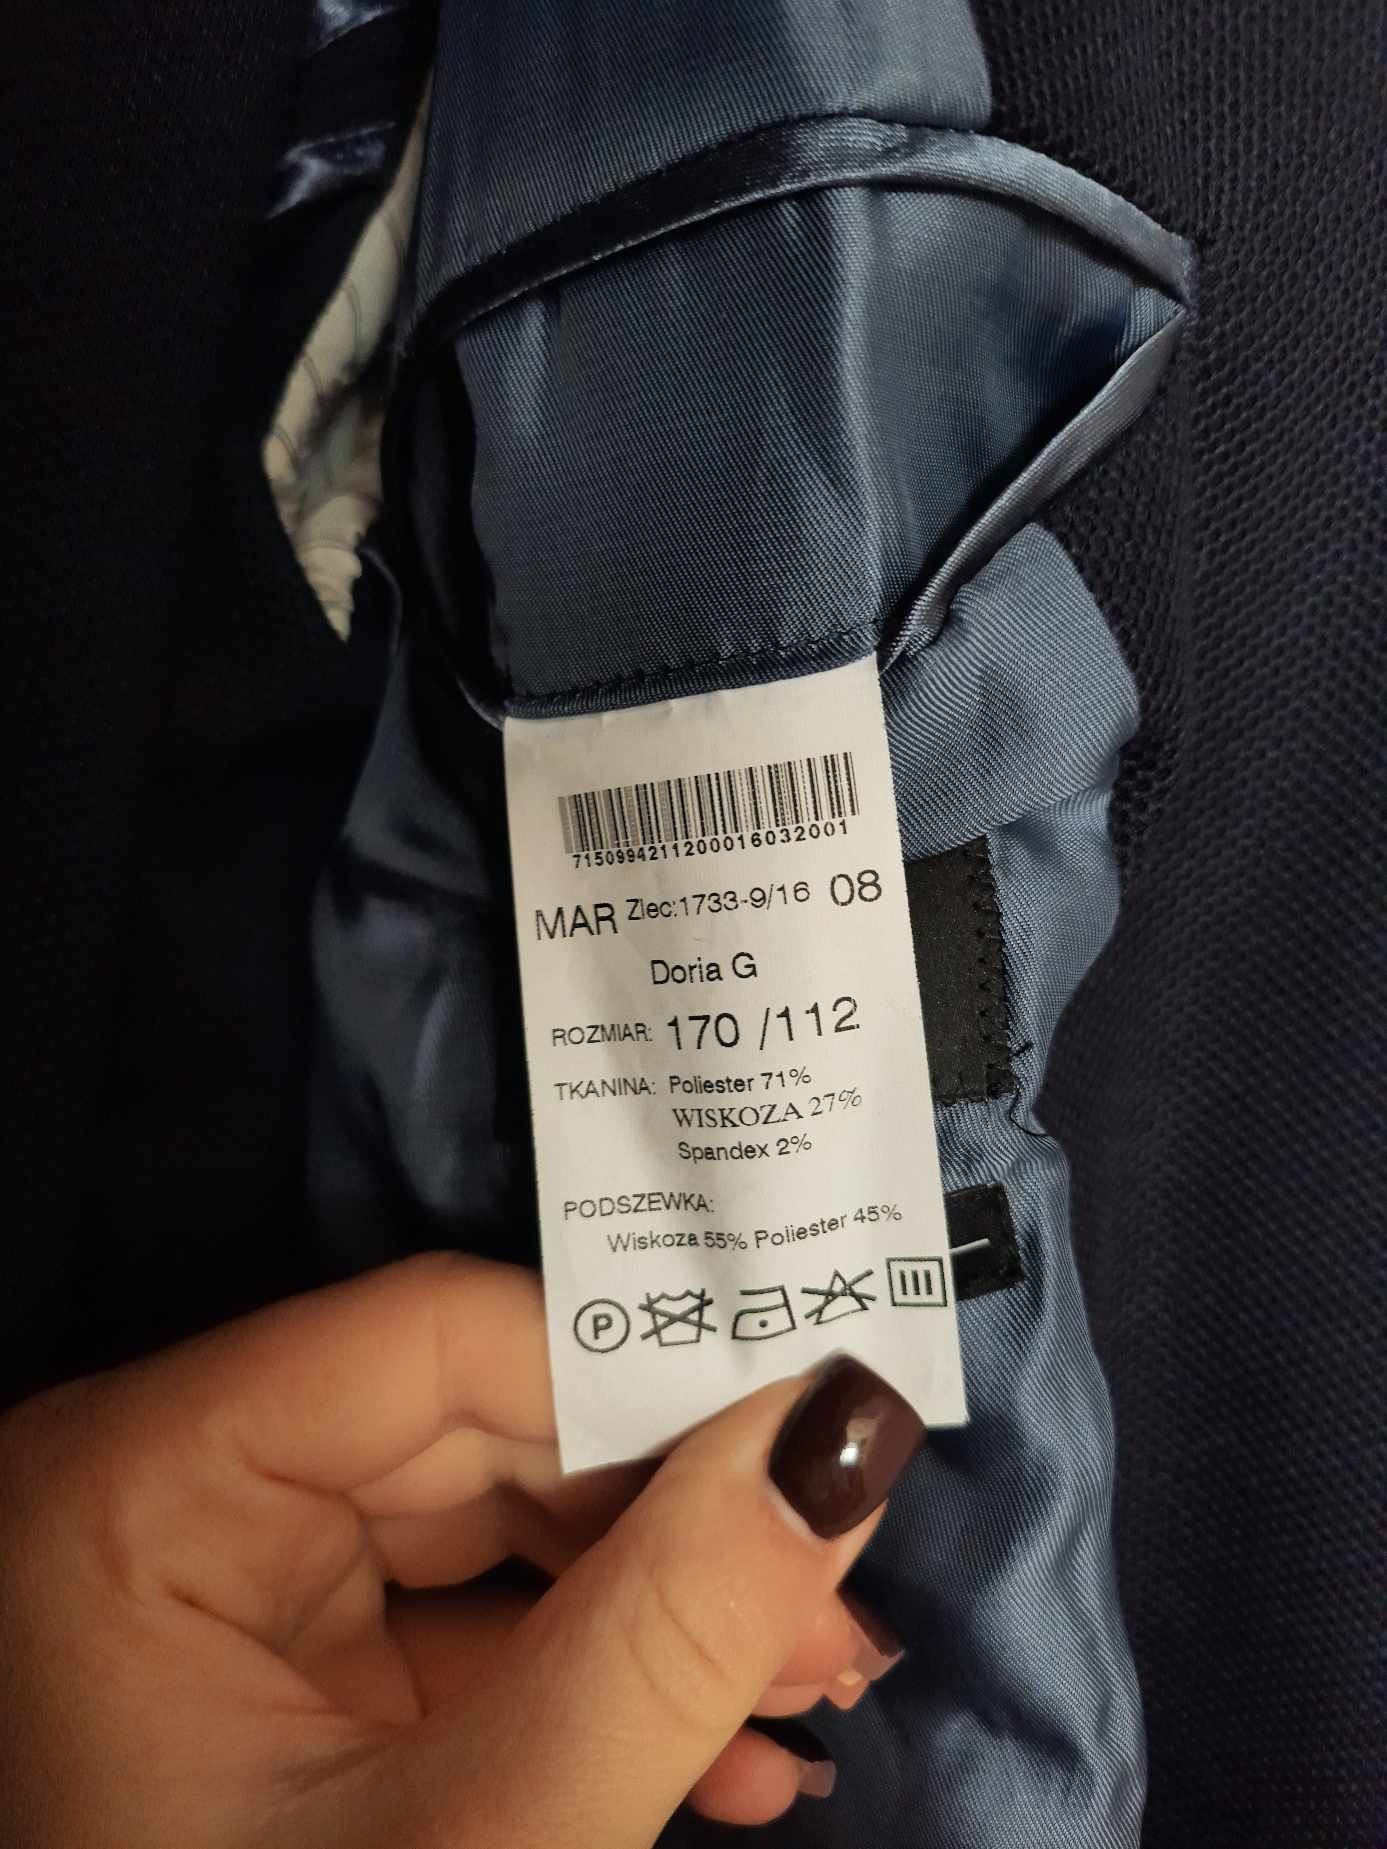 7150994211200016032001
MAR Zlec:1733-9/16 08
Doria G
ROZMIAR: 170 /112
TKANINA: Poliester 71%
WISKOZA 27%
Spandex 2%
PODSZEWKA:
Wiskoza 55% Poliester 45%
P